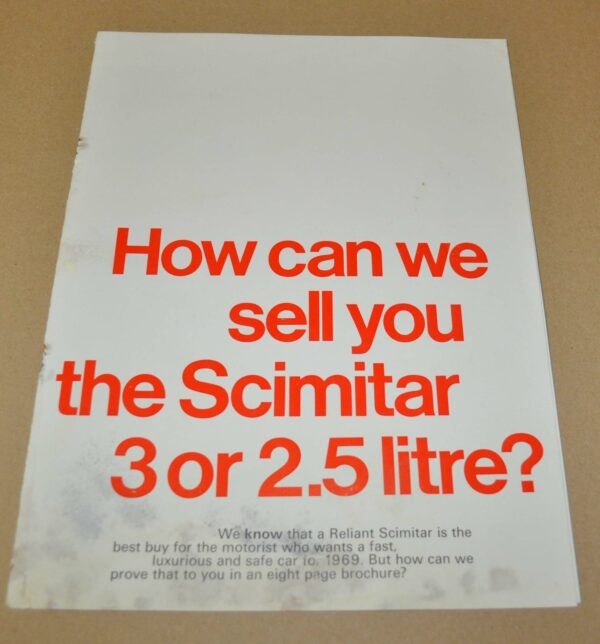 How can we
sell you
the Scimitar
3 or 2.5 litre?
We know that a Reliant Scimitar is the
best buy for the motorist who wants a fast,
luxurious and safe car fo. 1969. But how can we
prove that to you in an eight page brochure?